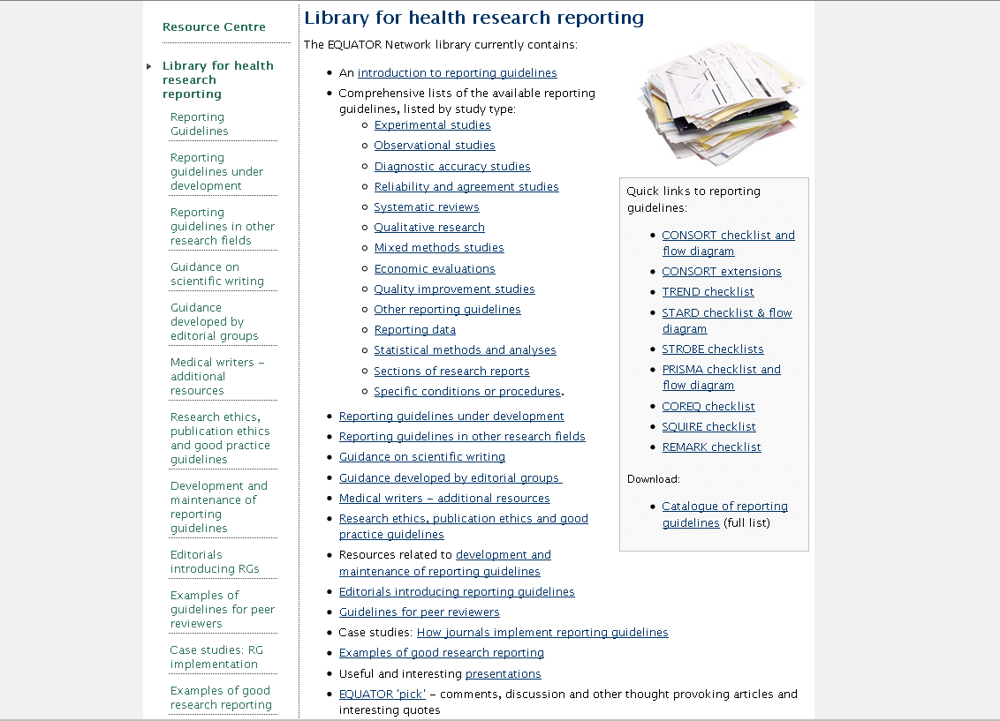 Resource Centre
Library for health
research
reporting
Reporting
Guidelines
Reporting
guidelines under
development
Reporting
guidelines in other
research fields
Guidance on
scientific writing
Guidance
developed by
editorial groups
Medical writers –
additional
resources
Research ethics,
publication ethics
and good practice
guidelines
Development and
maintenance of
reporting
guidelines
Editorials
introducing RGs
Examples of
guidelines for peer
reviewers
Case studies: RG
implementation
Examples of good
research reporting
Library for health research reporting
The EQUATOR Network library currently contains:
An introduction to reporting guidelines
Comprehensive lists of the available reporting
guidelines, listed by study type:
Experimental studies
Observational studies
Diagnostic accuracy studies
Reliability and agreement studies
Systematic reviews
Qualitative research
Mixed methods studies
Economic evaluations
Quality improvement studies
Other reporting guidelines
Reporting data
Statistical methods and analyses
Sections of research reports
Specific conditions or procedures.
Reporting guidelines under development
Reporting guidelines in other research fields
Guidance on scientific writing
Guidance developed by editorial groups
Medical writers – additional resources
Research ethics, publication ethics and good
practice guidelines
Resources related to development and
maintenance of reporting guidelines
Editorials introducing reporting guidelines
Guidelines for peer reviewers
Case studies: How journals implement reporting guidelines
Examples of good research reporting
Useful and interesting presentations
EQUATOR 'pick' – comments, discussion and other thought provoking articles and
interesting quotes
Quick links to reporting
guidelines:
CONSORT checklist and
flow diagram
CONSORT extensions
TREND checklist
STARD checklist & flow
diagram
STROBE checklists
PRISMA checklist and
flow diagram
COREQ checklist
SQUIRE checklist
REMARK checklist
Download:
Catalogue of reporting
guidelines (full list)